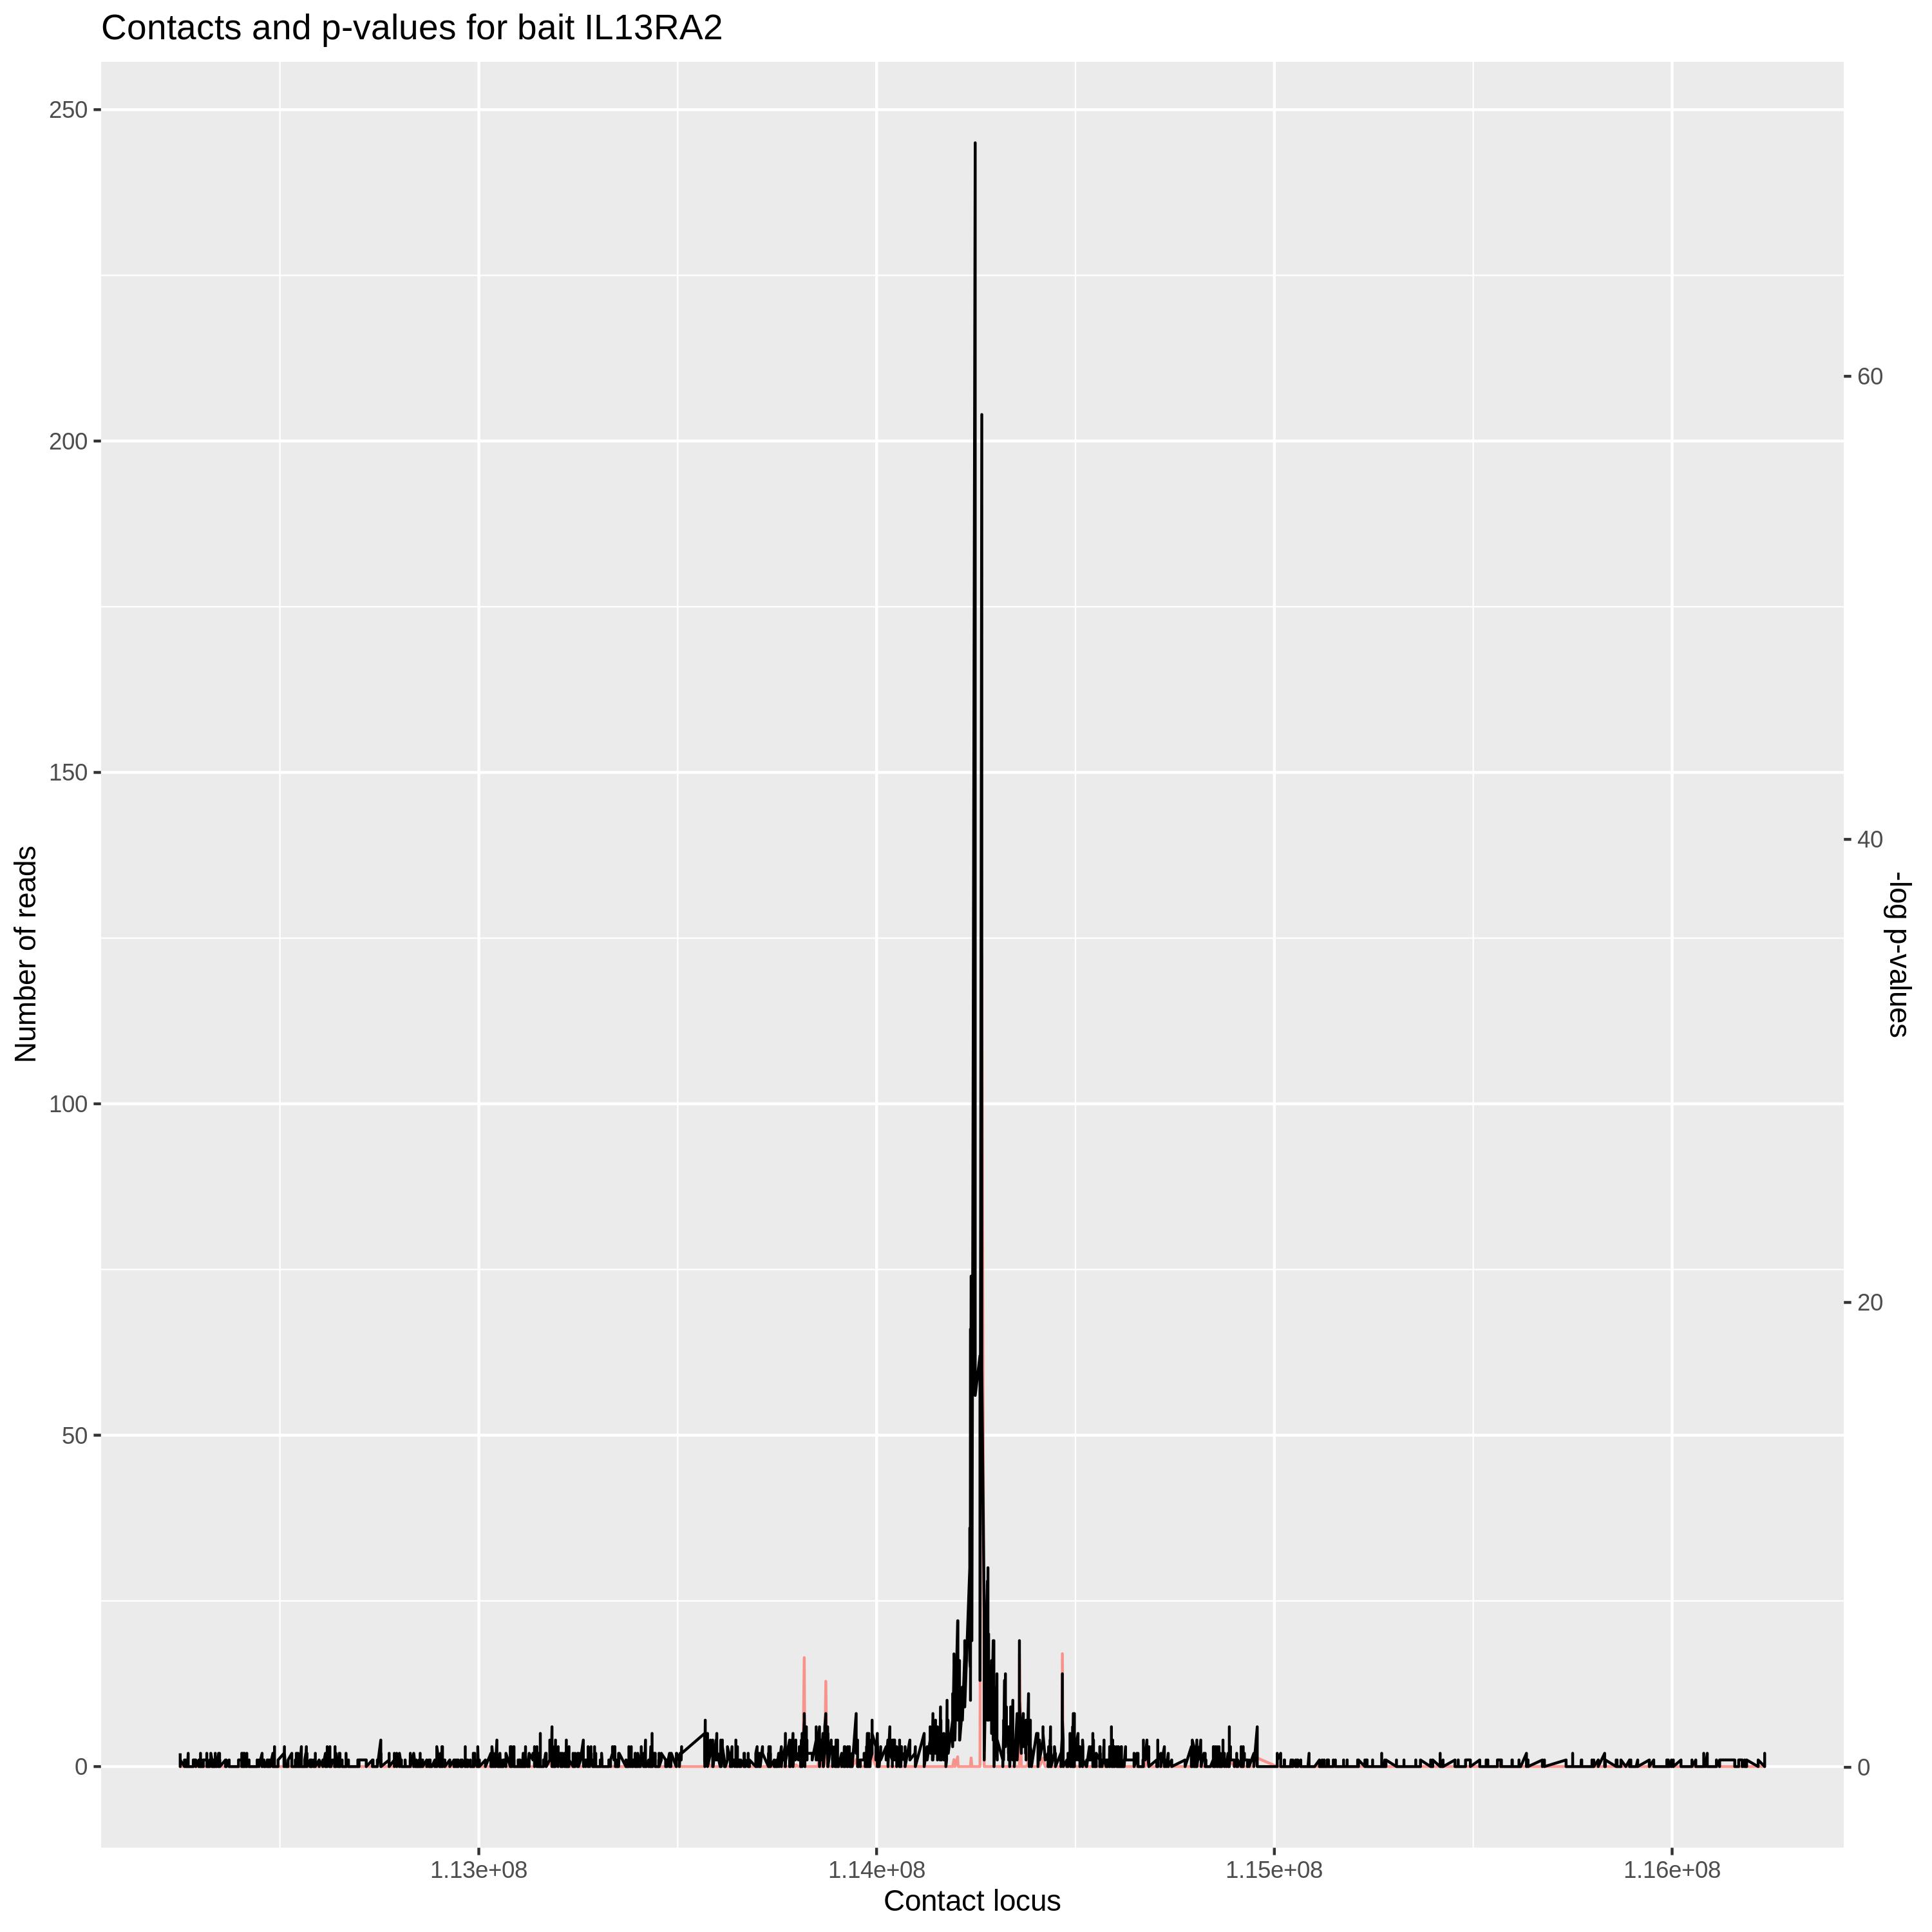 Contacts and p-values for bait IL13RA2
250
200
150
100
50
0
Number of reads
60
40
20
0
-log p-values
1.13e+08 1.14e+08 1.15e+08 1.16e+08
Contact locus